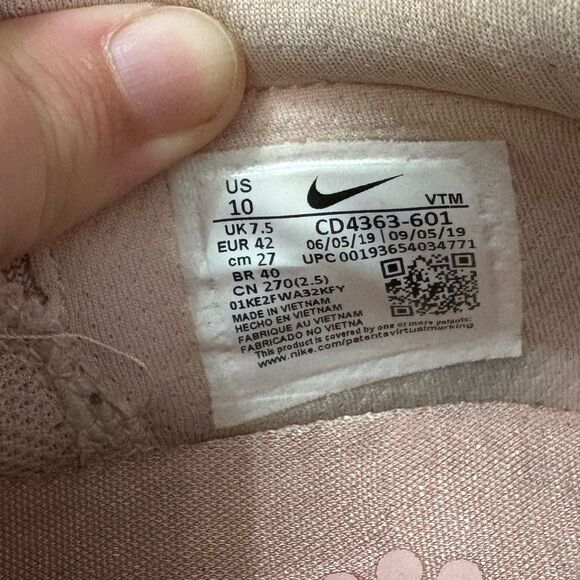 US
10
VTM
UK 7.5
CD4363-601
EUR 42
06/05/19 | 09/05/19
cm 27
UPC 00193654034771
BR 40
CN 270(2.5)
01KE2FWA32KFY
MADE IN VIETNAM
HECHO EN VIETNAM
FABRIQUE AU VIETNAM
FABRICADO NO VIETNA
This product is covered by one or more patents:
www.nike.com/patentsvirtualmarking